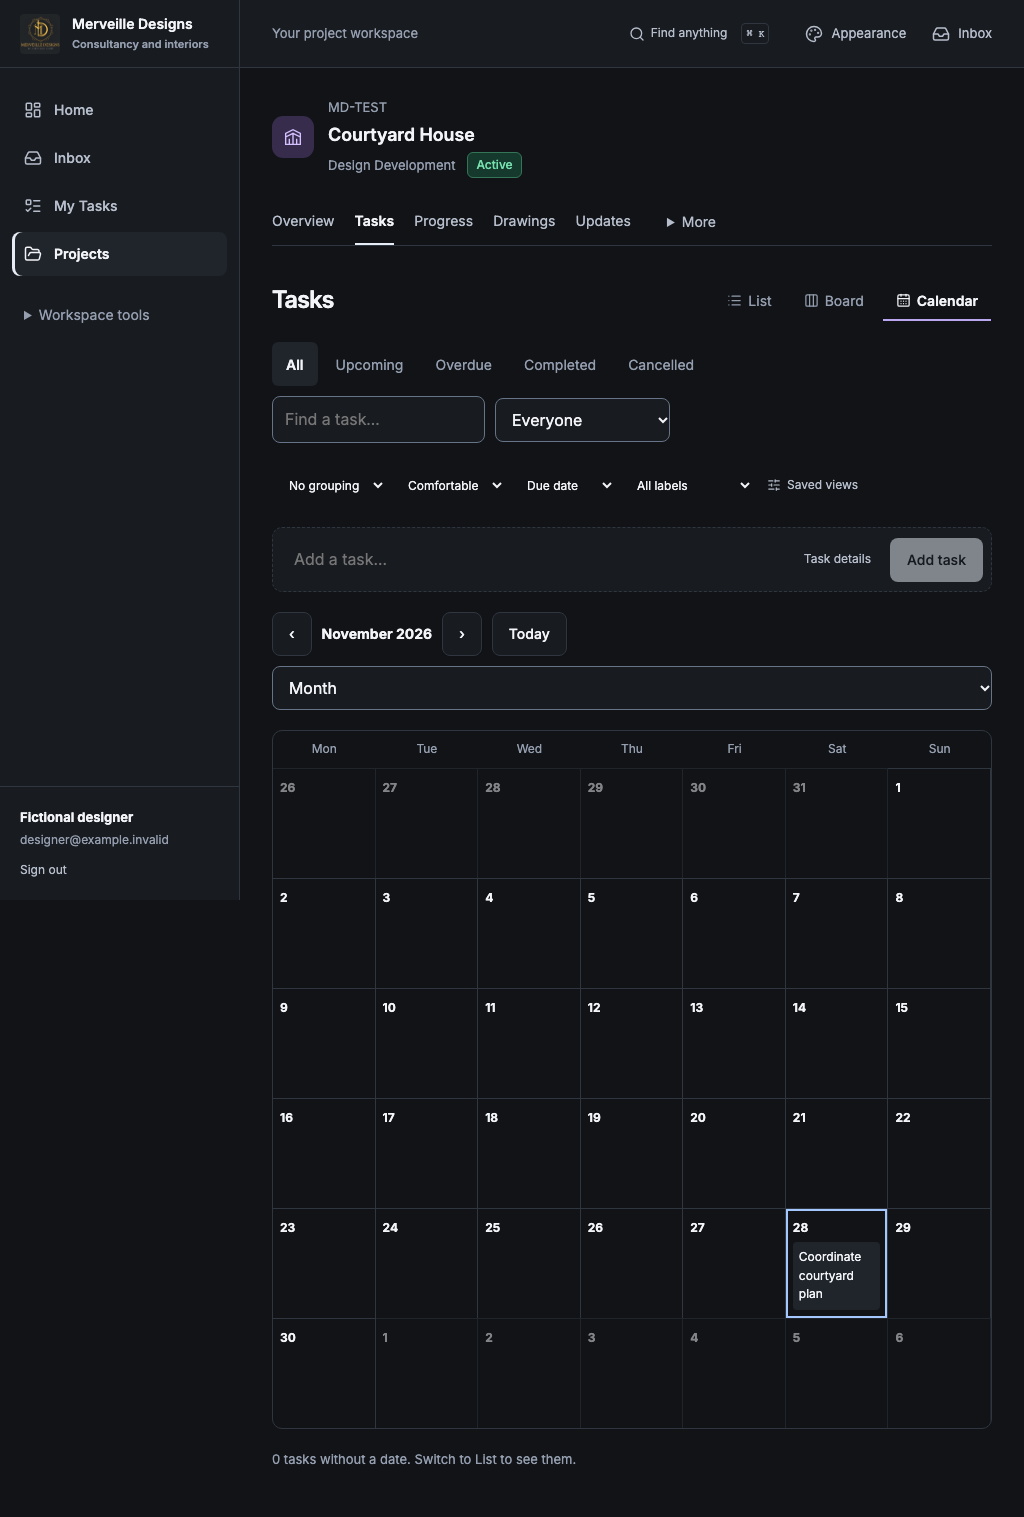 Merveille Designs
Consultancy and interiors
Your project workspace
Find anything
⌘ K
Appearance
Inbox
Home
Inbox
My Tasks
Projects
Workspace tools
MD-TEST
Courtyard House
Design Development
Active
Overview
Tasks
Progress
Drawings
Updates
More
Tasks
List
Board
Calendar
All
Upcoming
Overdue
Completed
Cancelled
Find a task...
Everyone
No grouping
Comfortable
Due date
All labels
Saved views
Add a task...
Task details
Add task
‹
November 2026
›
Today
Month
Mon Tue Wed Thu Fri Sat Sun
26 27 28 29 30 31 1
2 3 4 5 6 7 8
9 10 11 12 13 14 15
16 17 18 19 20 21 22
23 24 25 26 27 28 29
Coordinate
courtyard
plan
30 1 2 3 4 5 6
0 tasks without a date. Switch to List to see them.
Fictional designer
designer@example.invalid
Sign out